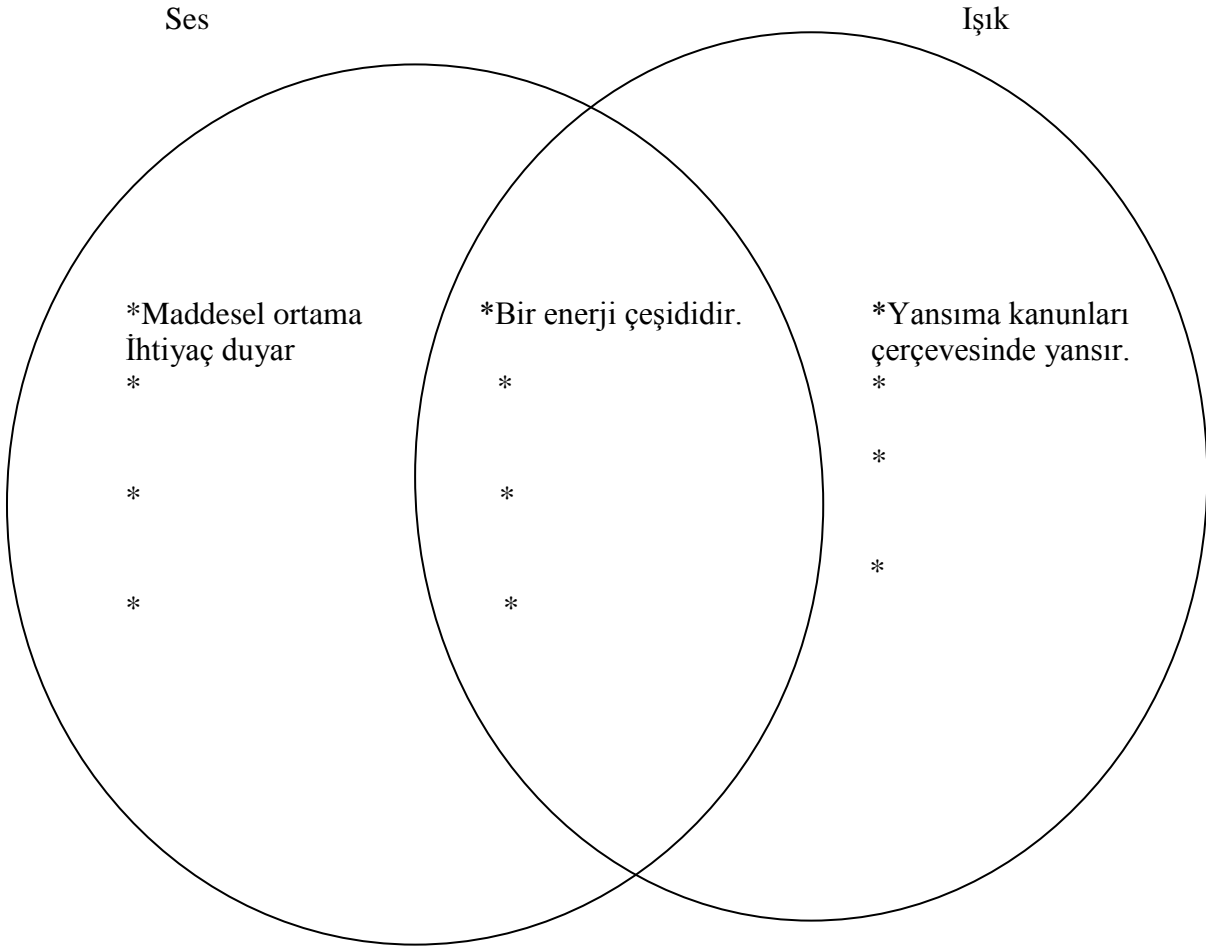 Ses
Işık
*Maddesel ortama
İhtiyaç duyar
*
*
*
*Bir enerji çeşididir.
*
*
*
*Yansıma kanunları
çerçevesinde yansır.
*
*
*